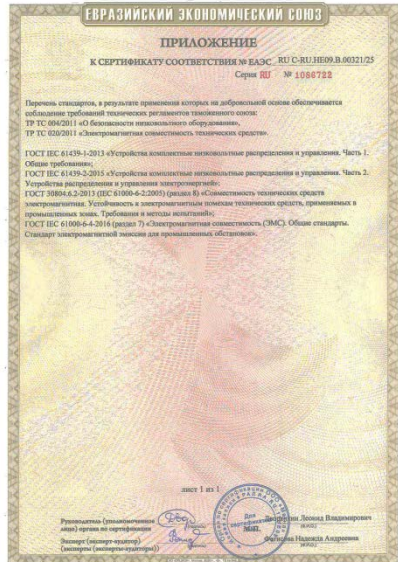 ЕВРАЗИЙСКИЙ ЭКОНОМИЧЕСКИЙ СОЮЗ
ПРИЛОЖЕНИЕ
К СЕРТИФИКАТУ СООТВЕТСТВИЯ № ЕАЭС RU С-RU.НЕ09.В.00321/25
Серия RU № 1086722
Перечень стандартов, в результате применения которых на добровольной основе обеспечивается
соблюдение требований технических регламентов таможенного союза:
ТР ТС 004/2011 «О безопасности низковольтного оборудования»,
ТР ТС 020/2011 «Электромагнитная совместимость технических средств».
ГОСТ IEC 61439-1-2013 «Устройства комплектные низковольтные распределения и управления. Часть 1.
Общие требования»;
ГОСТ IEC 61439-2-2015 «Устройства комплектные низковольтные распределения и управления. Часть 2.
Устройства распределения и управления электроэнергией»;
ГОСТ 30804.6.2-2013 (IEC 61000-6-2:2005) (раздел 8) «Совместимость технических средств
электромагнитная. Устойчивость к электромагнитным помехам технических средств, применяемых в
промышленных зонах. Требования и методы испытаний»;
ГОСТ IEC 61000-6-4-2016 (раздел 7) «Электромагнитная совместимость (ЭМС). Общие стандарты.
Стандарт электромагнитной эмиссии для промышленных обстановок».
лист 1 из 1
Руководитель (уполномоченное
лицо) органа по сертификации
Леонид Владимирович
Эксперт (эксперт-аудитор)
(эксперты (эксперты-аудиторы))
Надежда Андреевна
Для